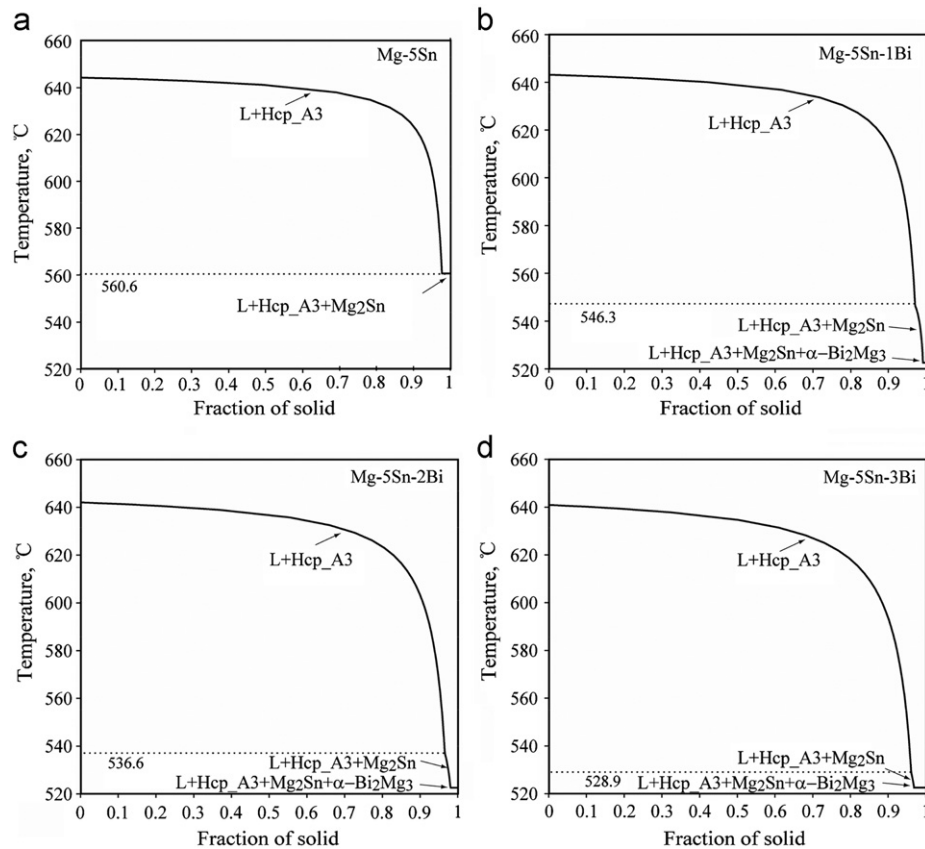 a
Mg-5Sn
660
640
620
600
580
560
540
520
Temperature, ℃
L+Hcp_A3
560.6
L+Hcp_A3+Mg₂Sn
0 0.1 0.2 0.3 0.4 0.5 0.6 0.7 0.8 0.9 1
Fraction of solid
b
Mg-5Sn-1Bi
660
640
620
600
580
560
540
520
Temperature, ℃
L+Hcp_A3
546.3
L+Hcp_A3+Mg₂Sn
L+Hcp_A3+Mg₂Sn+α−Bi₂Mg₃
0 0.1 0.2 0.3 0.4 0.5 0.6 0.7 0.8 0.9 1
Fraction of solid
c
Mg-5Sn-2Bi
660
640
620
600
580
560
540
520
Temperature, ℃
L+Hcp_A3
536.6
L+Hcp_A3+Mg₂Sn
L+Hcp_A3+Mg₂Sn+α−Bi₂Mg₃
0 0.1 0.2 0.3 0.4 0.5 0.6 0.7 0.8 0.9 1
Fraction of solid
d
Mg-5Sn-3Bi
660
640
620
600
580
560
540
520
Temperature, ℃
L+Hcp_A3
L+Hcp_A3+Mg₂Sn
528.9
L+Hcp_A3+Mg₂Sn+α−Bi₂Mg₃
0 0.1 0.2 0.3 0.4 0.5 0.6 0.7 0.8 0.9 1
Fraction of solid